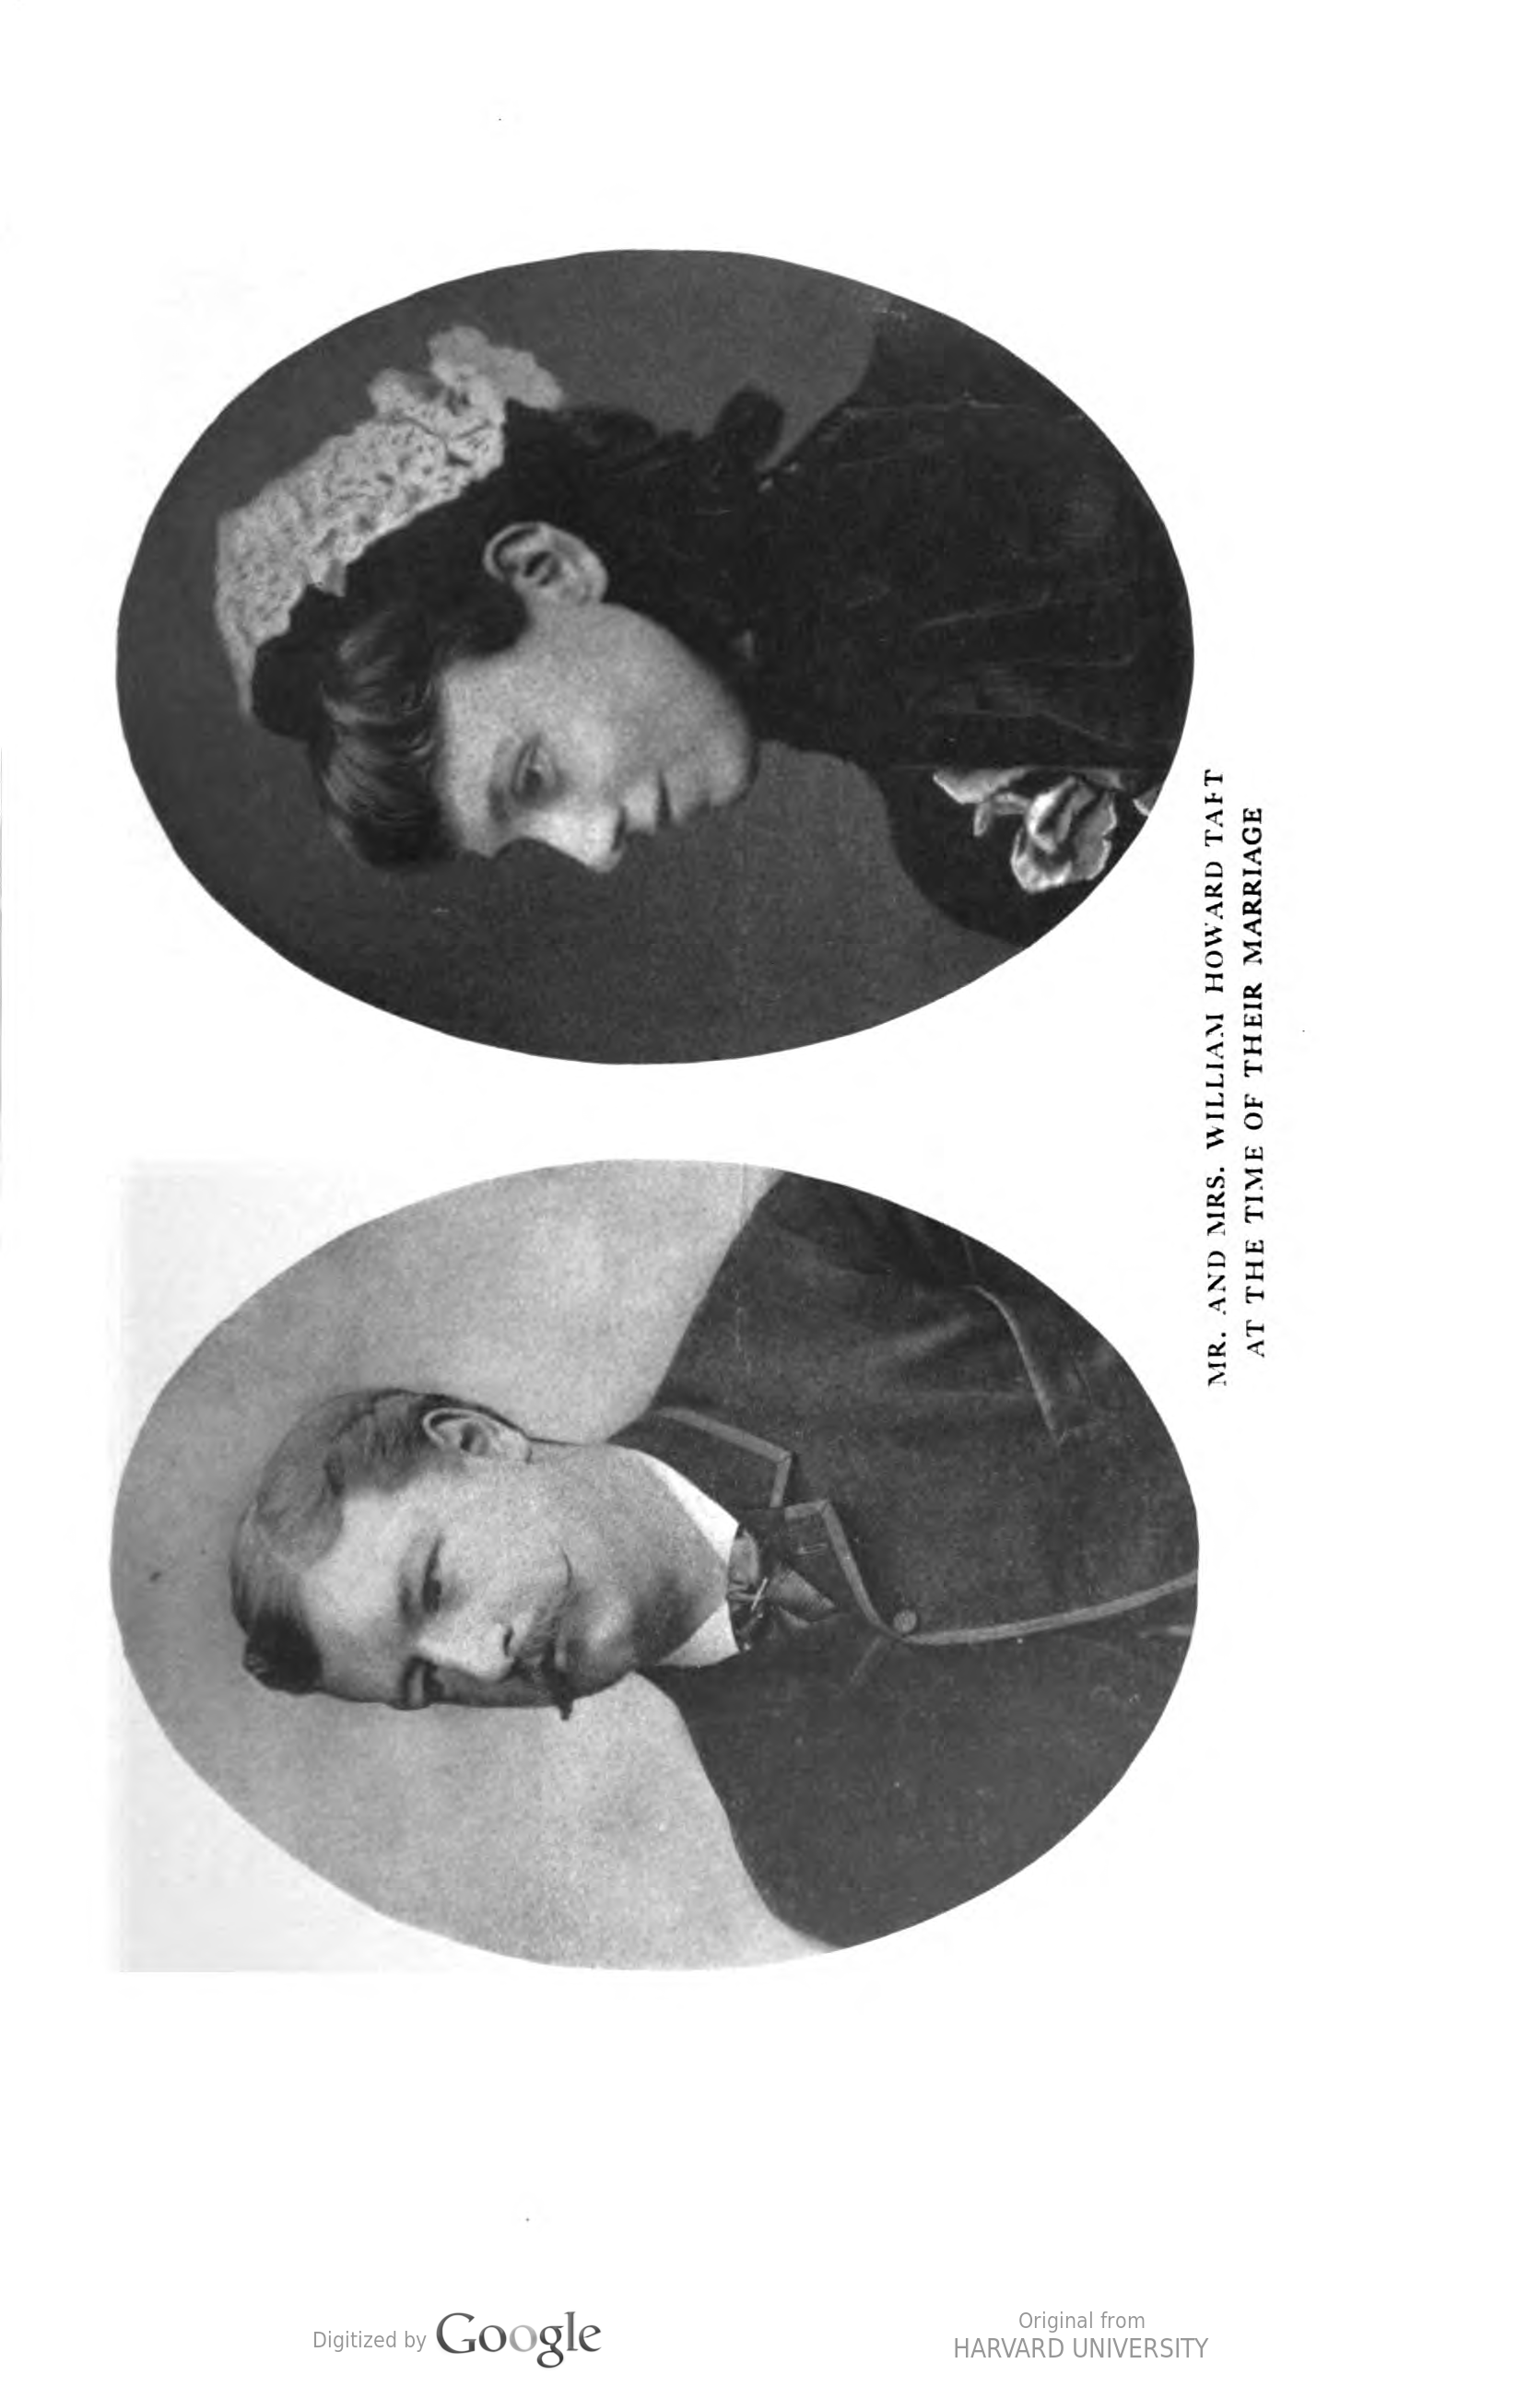 MR. AND MRS. WILLIAM HOWARD TAFT
AT THE TIME OF THEIR MARRIAGE
Digitized by Google
Original from
HARVARD UNIVERSITY